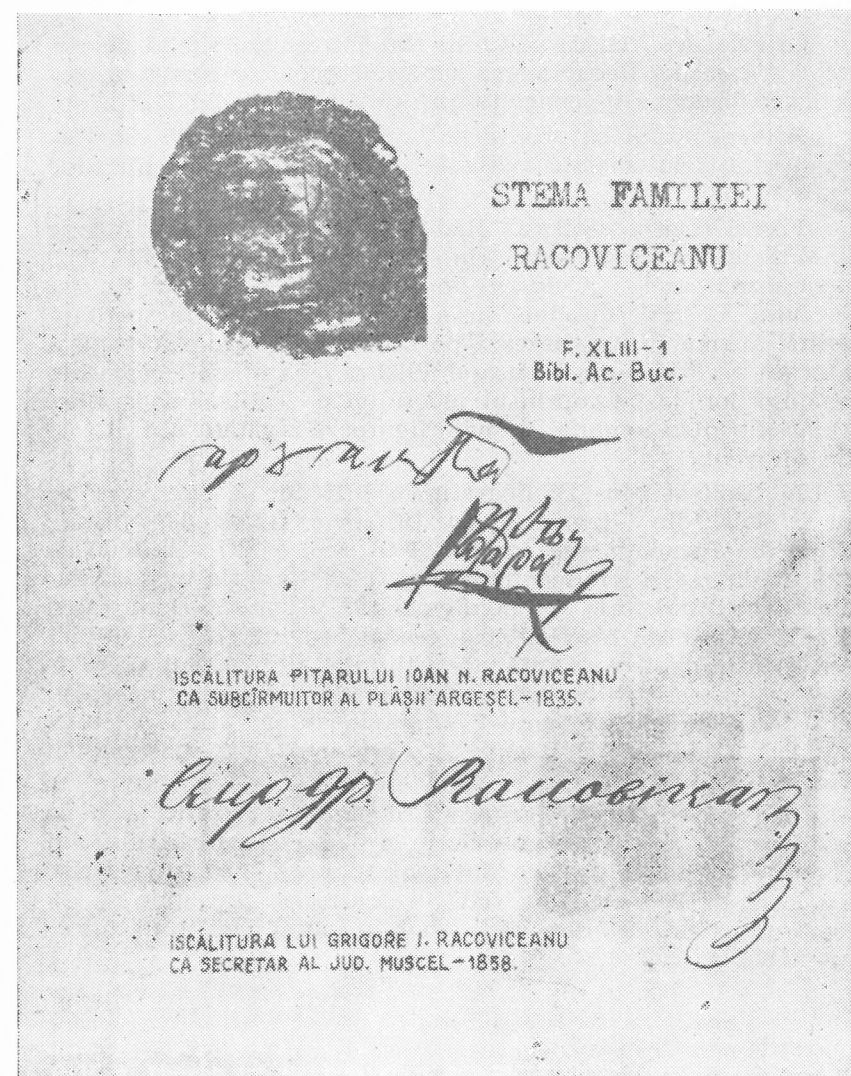 STEMA FAMILIEI
RACOVICEANU
F. XLIII-1
Bibl. Ac. Buc.
ISCĂLITURA PITARULUI IOAN N. RACOVICEANU
CA SUBCÎRMUITOR AL PLĂȘII ARGEȘEL-1835.
ISCĂLITURA LUI GRIGORE I. RACOVICEANU
CA SECRETAR AL JUD. MUSCEL-1858.